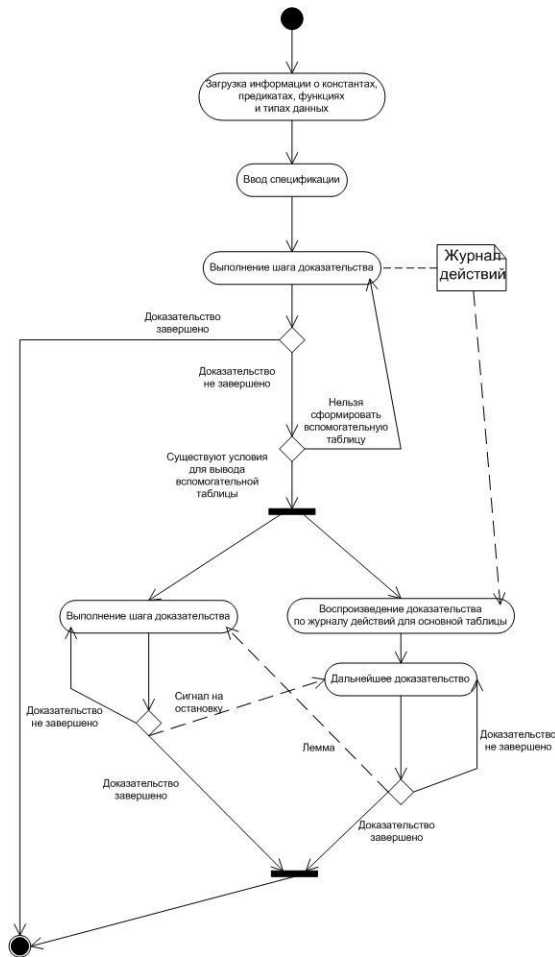 Загрузка информации о константах,
предикатах, функциях
и типах данных
Ввод спецификации
Выполнение шага доказательства
Журнал
действий
Доказательство
завершено
Доказательство
не завершено
Нельзя
сформировать
вспомогательную
таблицу
Существуют условия
для вывода
вспомогательной
таблицы
Выполнение шага доказательства
Воспроизведение доказательства
по журналу действий для основной таблицы
Дальнейшее доказательство
Сигнал на
остановку
Доказательство
не завершено
Доказательство
не завершено
Лемма
Доказательство
завершено
Доказательство
завершено